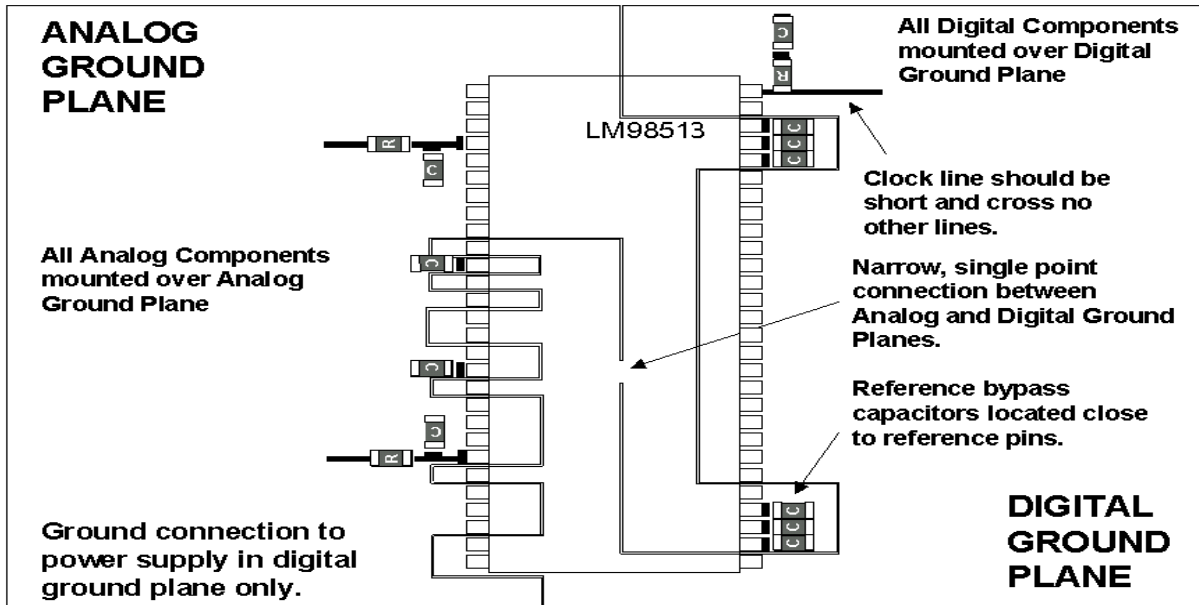 ANALOG
GROUND
PLANE
All Digital Components
mounted over Digital
Ground Plane
C
R
LM98513
C
C
C
R
C
Clock line should be
short and cross no
other lines.
All Analog Components
mounted over Analog
Ground Plane
C
Narrow, single point
connection between
Analog and Digital Ground
Planes.
C
Reference bypass
capacitors located close
to reference pins.
C
R
Ground connection to
power supply in digital
ground plane only.
C
C
C
DIGITAL
GROUND
PLANE